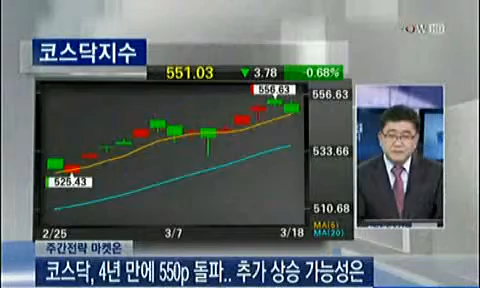 WOW HD
코스닥지수
551.03 ▼ 3.78 -0.68%
556.63
556.63
533.66
525.43
510.68
2/25 3/7 3/18
MA(5)
MA(20)
주간전략 마켓온
코스닥, 4년 만에 550p 돌파.. 추가 상승 가능성은